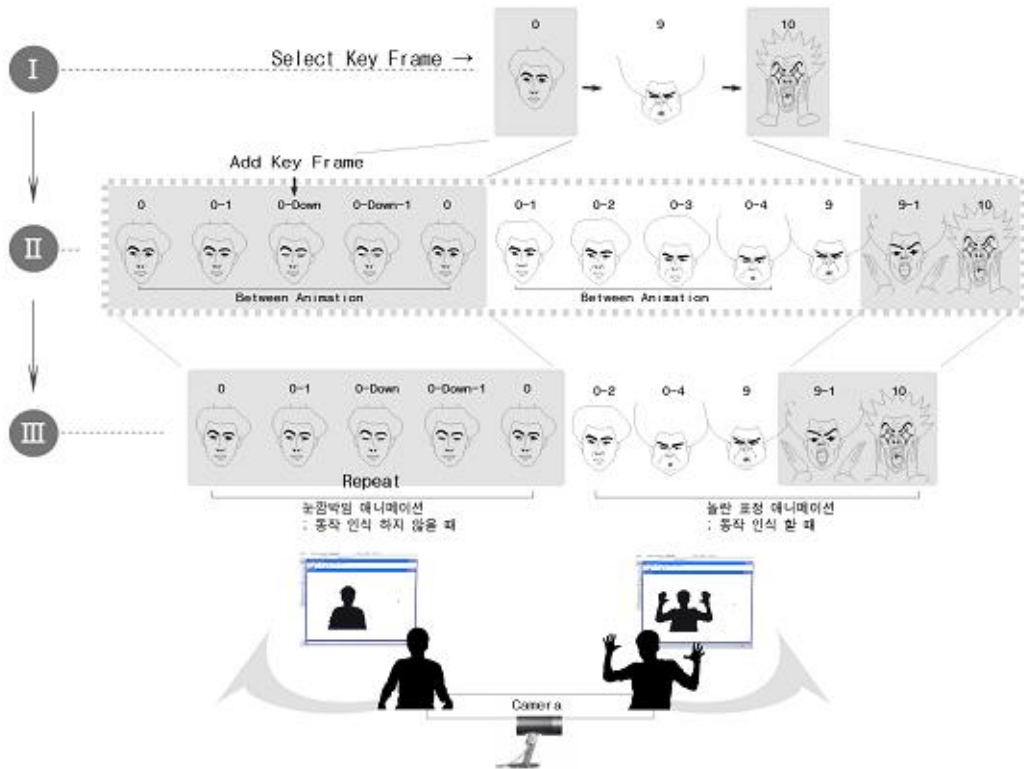 0 9 10
I
Select Key Frame →
Add Key Frame
0 0-1 0-Down 0-Down-1 0 0-1 0-2 0-3 0-4 9 9-1 10
II
Between Animation Between Animation
0 0-1 0-Down 0-Down-1 0 0-2 0-4 9 9-1 10
III
Repeat
눈깜박임 애니메이션
: 동작 인식 하지 않을 때
놀란 표정 애니메이션
: 동작 인식 할 때
Camera